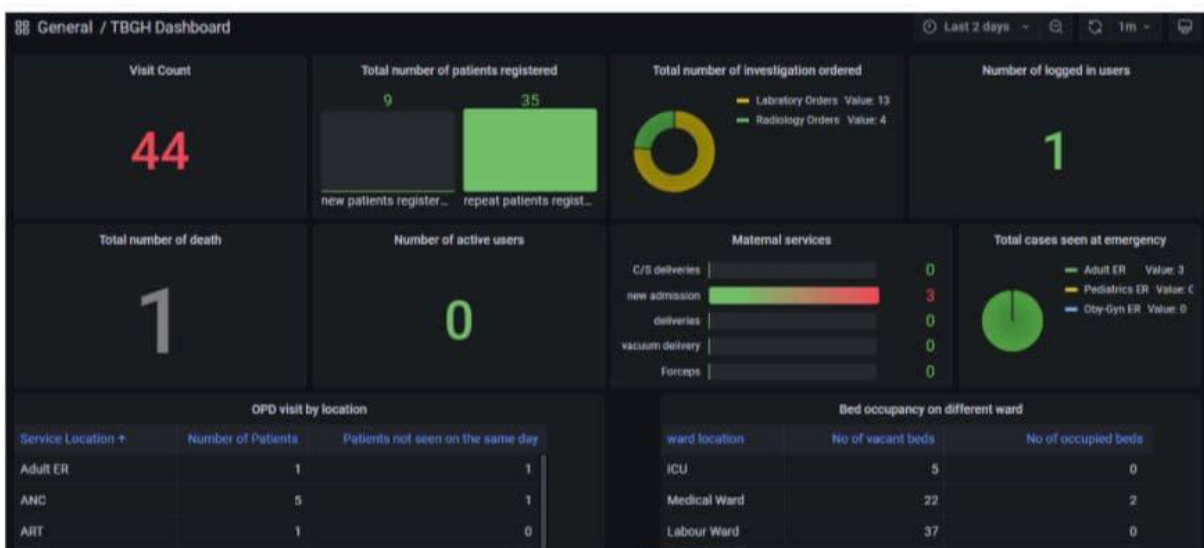 General / TBGH Dashboard
Last 2 days
1m
Visit Count
44
Total number of patients registered
9
35
new patients register...
repeat patients regist...
Total number of investigation ordered
Labratory Orders Value: 13
Radiology Orders Value: 4
Number of logged in users
1
Total number of death
1
Number of active users
0
Maternal services
C/S deliveries 0
new admission 3
deliveries 0
vacuum delivery 0
Forceps 0
Total cases seen at emergency
Adult ER Value: 3
Pediatrics ER Value: 0
Oby-Gyn ER Value: 0
OPD visit by location
Service Location ↑ Number of Patients Patients not seen on the same day
Adult ER 1 1
ANC 5 1
ART 1 0
Bed occupancy on different ward
ward location No of vacant beds No of occupied beds
ICU 5 0
Medical Ward 22 2
Labour Ward 37 0